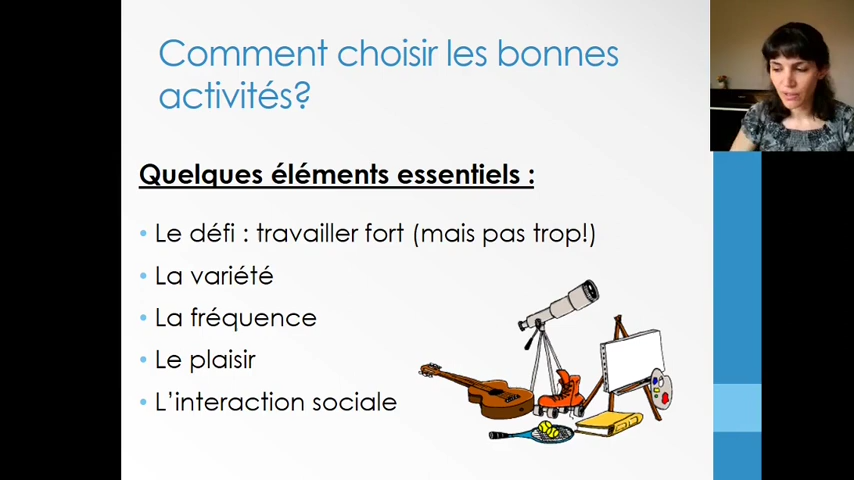 Comment choisir les bonnes
activités?
Quelques éléments essentiels :
• Le défi : travailler fort (mais pas trop!)
• La variété
• La fréquence
• Le plaisir
• L'interaction sociale